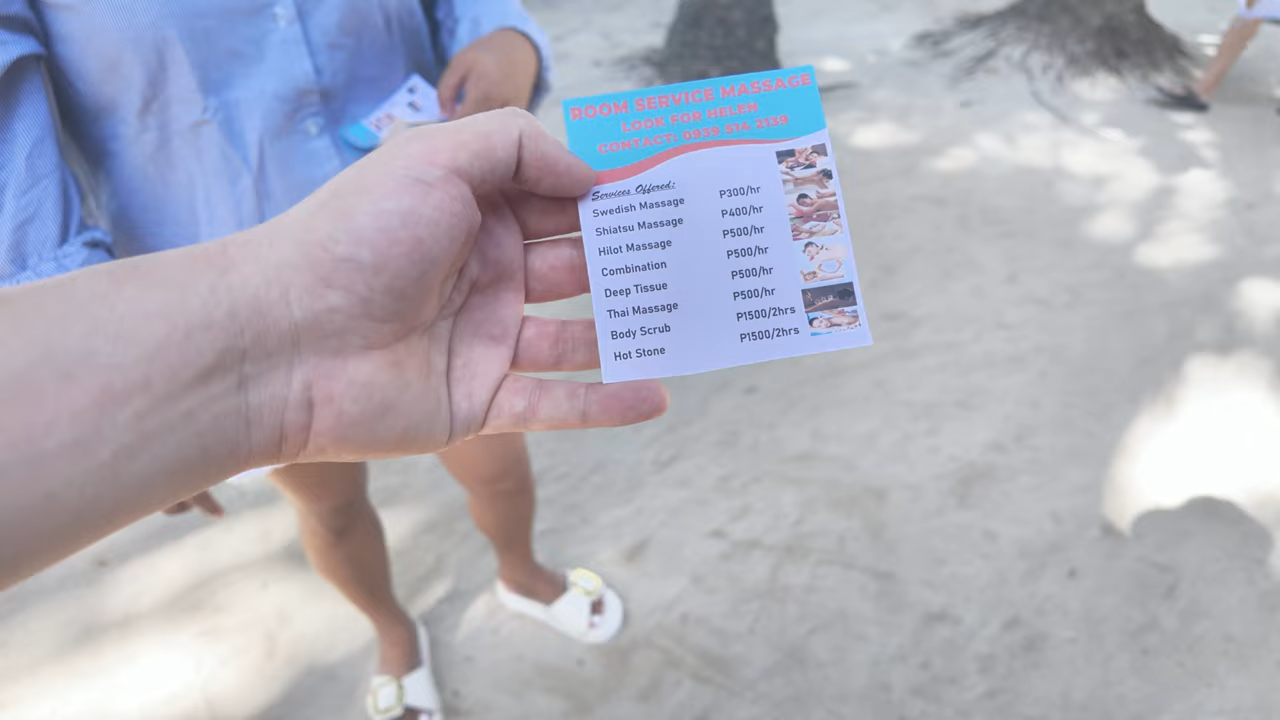 ROOM SERVICE MASSAGE
LOOK FOR HELEN
CONTACT: 0939 514 2139
Services Offered:
Swedish Massage P300/hr
Shiatsu Massage P400/hr
Hilot Massage P500/hr
Combination P500/hr
Deep Tissue P500/hr
Thai Massage P500/hr
Body Scrub P1500/2hrs
Hot Stone P1500/2hrs